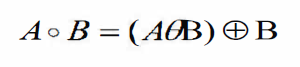 A ∘ B = (AθB) ⊕ B